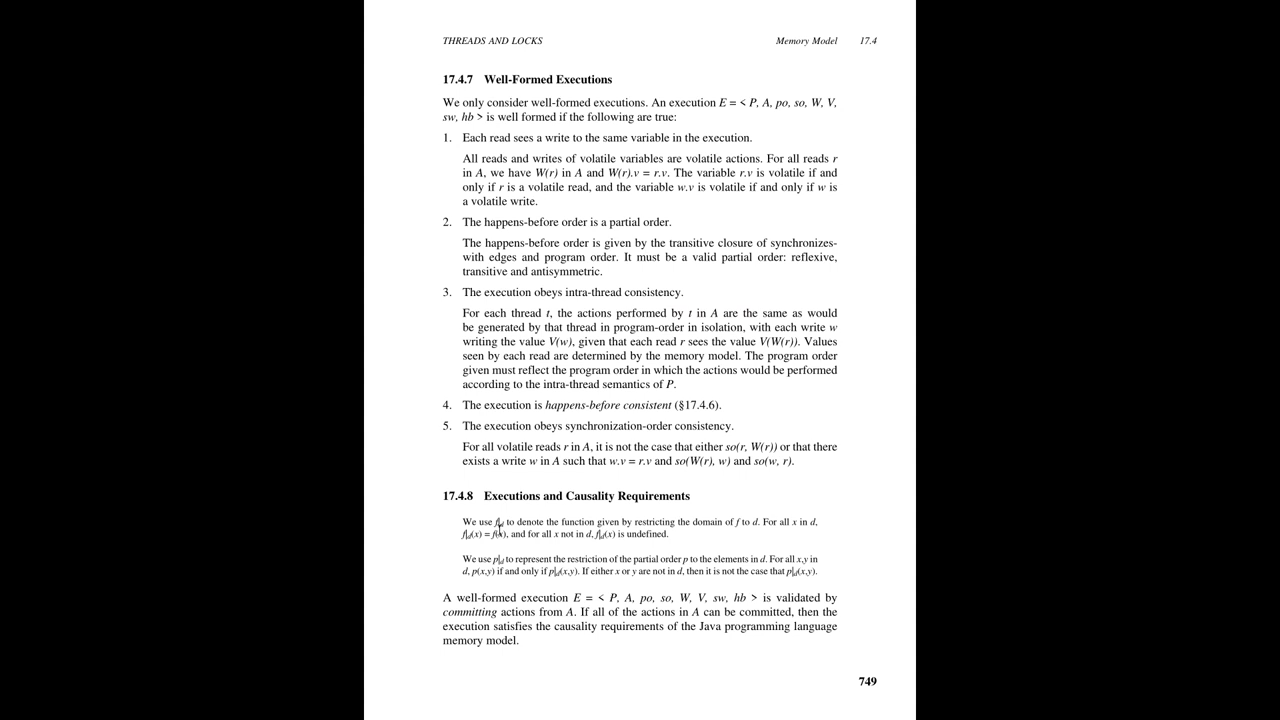 THREADS AND LOCKS Memory Model 17.4
17.4.7 Well-Formed Executions
We only consider well-formed executions. An execution E = < P, A, po, so, W, V,
sw, hb > is well formed if the following are true:
1. Each read sees a write to the same variable in the execution.
All reads and writes of volatile variables are volatile actions. For all reads r
in A, we have W(r) in A and W(r).v = r.v. The variable r.v is volatile if and
only if r is a volatile read, and the variable w.v is volatile if and only if w is
a volatile write.
2. The happens-before order is a partial order.
The happens-before order is given by the transitive closure of synchronizes-
with edges and program order. It must be a valid partial order: reflexive,
transitive and antisymmetric.
3. The execution obeys intra-thread consistency.
For each thread t, the actions performed by t in A are the same as would
be generated by that thread in program-order in isolation, with each write w
writing the value V(w), given that each read r sees the value V(W(r)). Values
seen by each read are determined by the memory model. The program order
given must reflect the program order in which the actions would be performed
according to the intra-thread semantics of P.
4. The execution is happens-before consistent (§17.4.6).
5. The execution obeys synchronization-order consistency.
For all volatile reads r in A, it is not the case that either so(r, W(r)) or that there
exists a write w in A such that w.v = r.v and so(W(r), w) and so(w, r).
17.4.8 Executions and Causality Requirements
We use f|d to denote the function given by restricting the domain of f to d. For all x in d,
f|d(x) = f(x), and for all x not in d, f|d(x) is undefined.
We use p|d to represent the restriction of the partial order p to the elements in d. For all x,y in
d, p(x,y) if and only if p|d(x,y). If either x or y are not in d, then it is not the case that p|d(x,y).
A well-formed execution E = < P, A, po, so, W, V, sw, hb > is validated by
committing actions from A. If all of the actions in A can be committed, then the
execution satisfies the causality requirements of the Java programming language
memory model.
749